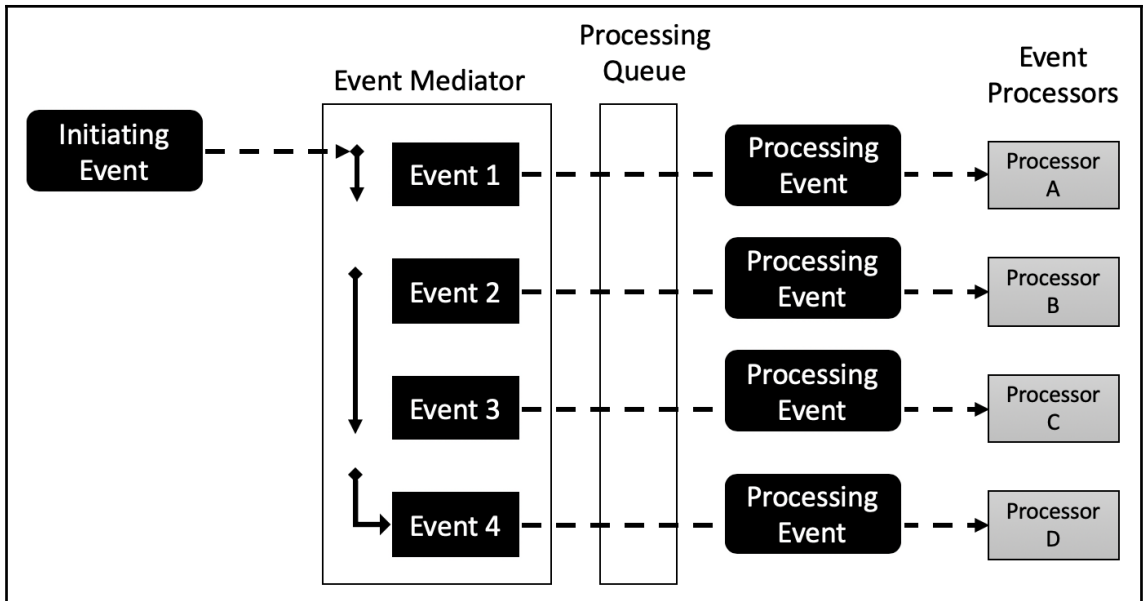 Processing
Queue
Event Mediator
Event
Processors
Initiating
Event
Event 1
Processing
Event
Processor
A
Event 2
Processing
Event
Processor
B
Event 3
Processing
Event
Processor
C
Event 4
Processing
Event
Processor
D